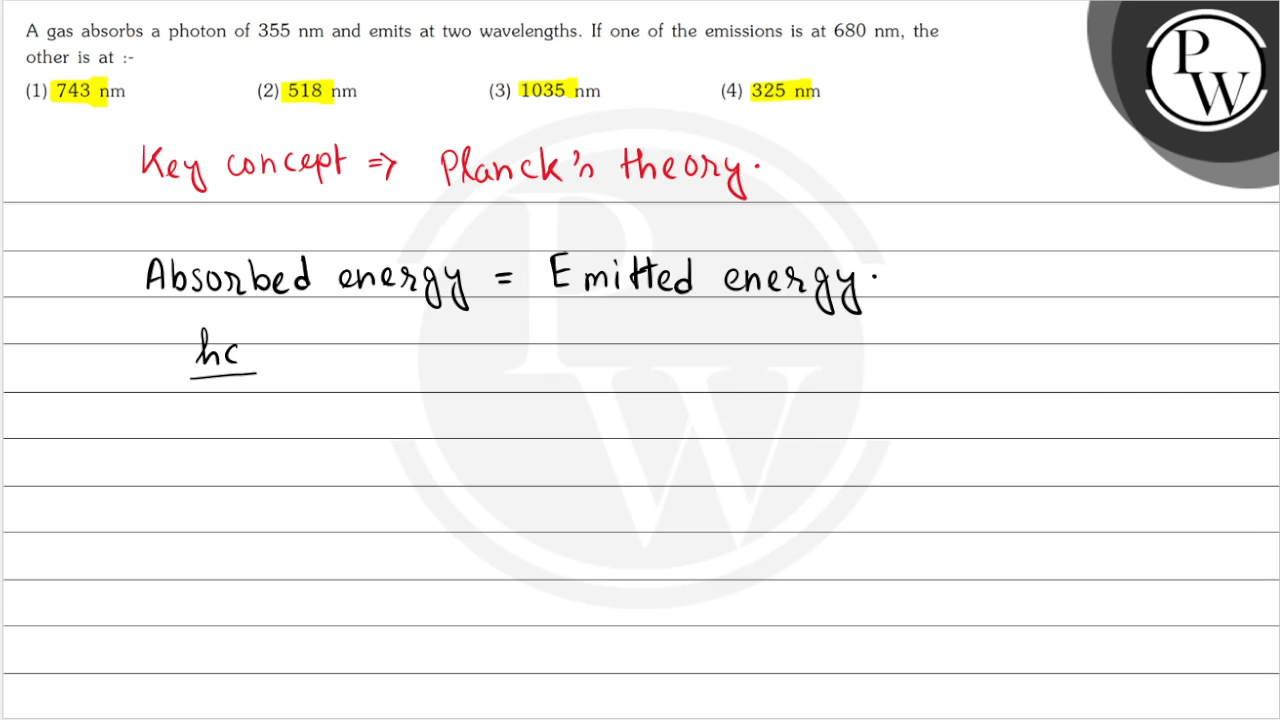 A gas absorbs a photon of 355 nm and emits at two wavelengths. If one of the emissions is at 680 nm, the
other is at :-
(1) 743 nm (2) 518 nm (3) 1035 nm (4) 325 nm
Key concept ⇒ Planck's theory.
Absorbed energy = Emitted energy.
hc
P
W
P
W